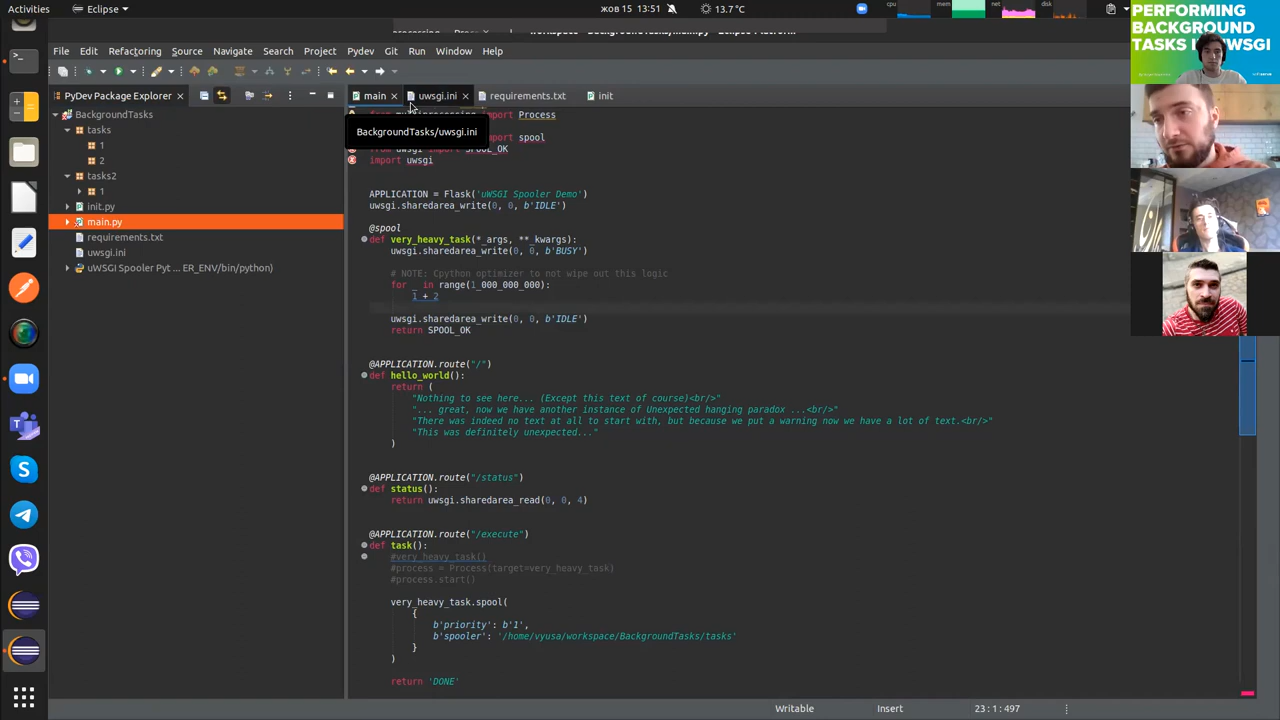 Activities
Eclipse
жов 15 13:51
13.7 °C
cpu
mem
net
disk
PERFORMING
BACKGROUND
TASKS I
WSGI
File Edit Refactoring Source Navigate Search Project Pydev Git Run Window Help
PyDev Package Explorer
main
uwsgi.ini
requirements.txt
init
BackgroundTasks/uwsgi.ini
BackgroundTasks
tasks
1
2
tasks2
1
init.py
main.py
requirements.txt
uwsgi.ini
uWSGI Spooler Pyt ... ER_ENV/bin/python)
import Process
import spool
from uwsgi import SPOOL_OK
import uwsgi
APPLICATION = Flask('uWSGI Spooler Demo')
uwsgi.sharedarea_write(0, 0, b'IDLE')
@spool
def very_heavy_task(*_args, **_kwargs):
uwsgi.sharedarea_write(0, 0, b'BUSY')
# NOTE: Cpython optimizer to not wipe out this logic
for _ in range(1_000_000_000):
1 + 2
uwsgi.sharedarea_write(0, 0, b'IDLE')
return SPOOL_OK
@APPLICATION.route("/")
def hello_world():
return (
"Nothing to see here... (Except this text of course)<br/>"
"... great, now we have another instance of Unexpected hanging paradox ...<br/>"
"There was indeed no text at all to start with, but because we put a warning now we have a lot of text.<br/>"
"This was definitely unexpected..."
)
@APPLICATION.route("/status")
def status():
return uwsgi.sharedarea_read(0, 0, 4)
@APPLICATION.route("/execute")
def task():
#very_heavy_task()
#process = Process(target=very_heavy_task)
#process.start()
very_heavy_task.spool(
{
b'priority': b'1',
b'spooler': '/home/vyusa/workspace/BackgroundTasks/tasks'
}
)
return 'DONE'
Writable
Insert
23 : 1 : 497